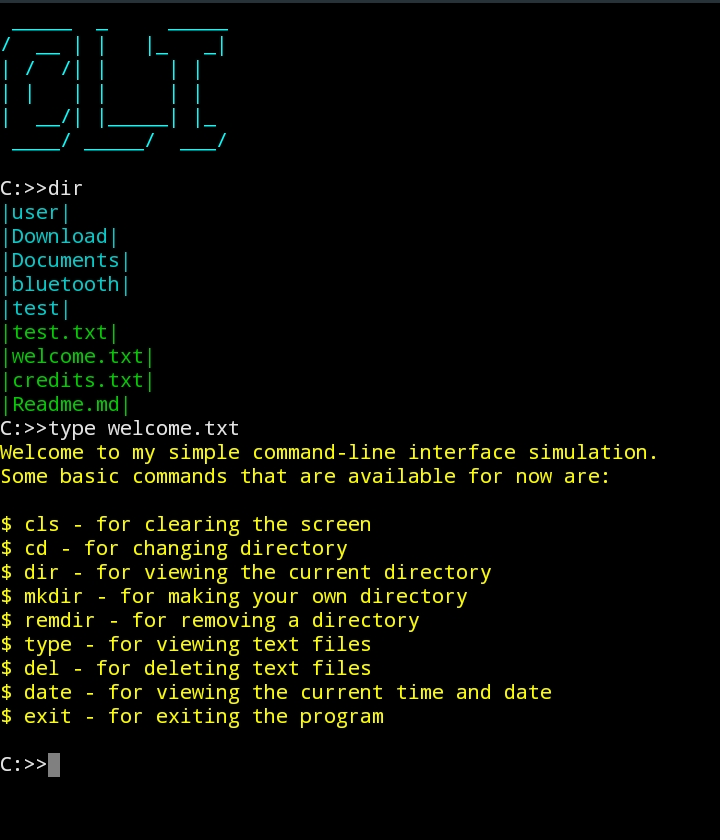 CLI
C:>>dir
|user|
|Download|
|Documents|
|bluetooth|
|test|
|test.txt|
|welcome.txt|
|credits.txt|
|Readme.md|
C:>>type welcome.txt
Welcome to my simple command-line interface simulation.
Some basic commands that are available for now are:
$ cls - for clearing the screen
$ cd - for changing directory
$ dir - for viewing the current directory
$ mkdir - for making your own directory
$ remdir - for removing a directory
$ type - for viewing text files
$ del - for deleting text files
$ date - for viewing the current time and date
$ exit - for exiting the program
C:>>